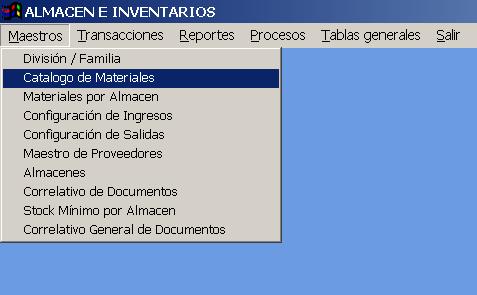 ALMACEN E INVENTARIOS
Maestros Transacciones Reportes Procesos Tablas generales Salir
División / Familia
Catalogo de Materiales
Materiales por Almacen
Configuración de Ingresos
Configuración de Salidas
Maestro de Proveedores
Almacenes
Correlativo de Documentos
Stock Mínimo por Almacen
Correlativo General de Documentos